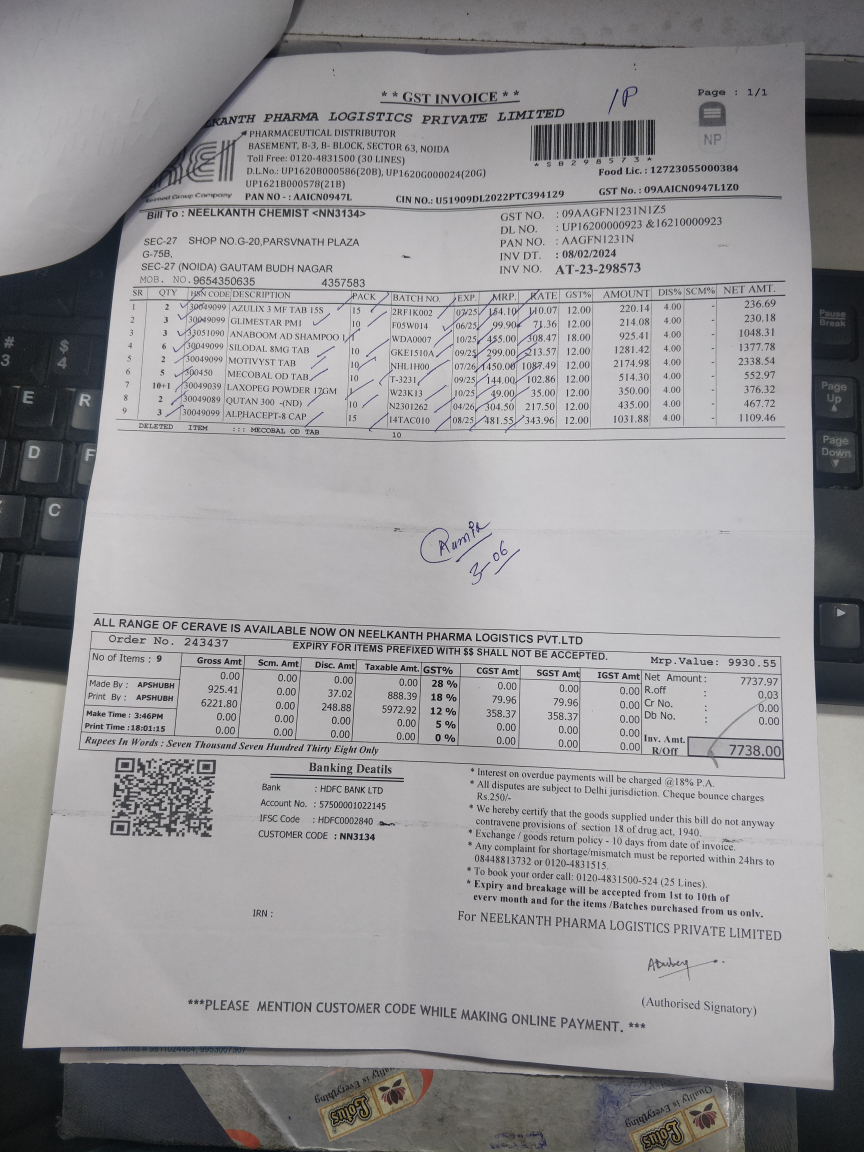 * * GST INVOICE * *
1P
Page : 1/1
KANTH PHARMA LOGISTICS PRIVATE LIMITED
NP
PHARMACEUTICAL DISTRIBUTOR
BASEMENT, B-3, B- BLOCK, SECTOR 63, NOIDA
Toll Free: 0120-4831500 (30 LINES)
D.L.No.: UP1620B000586(20B), UP1620G000024(20G)
UP1621B000578(21B)
* S B 2 9 8 5 7 3 *
Food Lic.: 12723055000384
Group Company
PAN NO - : AAICN0947L
CIN NO.: U51909DL2022PTC394129
GST No. : 09AAICN0947L1Z0
Bill To : NEELKANTH CHEMIST <NN3134>
SEC-27 SHOP NO.G-20,PARSVNATH PLAZA
G-75B,
SEC-27 (NOIDA) GAUTAM BUDH NAGAR
MOB. NO. 9654350635 4357583
GST NO. : 09AAGFN1231N1Z5
DL NO. : UP16200000923 &16210000923
PAN NO. : AAGFN1231N
INV DT. : 08/02/2024
INV NO. AT-23-298573
SR QTY HSN CODE DESCRIPTION PACK BATCH NO. EXP. MRP. RATE GST% AMOUNT DIS% SCM% NET AMT.
1 2 30049099 AZULIX 3 MF TAB 15S 15 2RF1K002 07/25 154.10 110.07 12.00 220.14 4.00 - 236.69
2 3 30049099 GLIMESTAR PM1 10 F05W014 06/25 99.90 71.36 12.00 214.08 4.00 - 230.18
3 3 33051090 ANABOOM AD SHAMPOO 1 WDA0007 10/25 455.00 308.47 18.00 925.41 4.00 - 1048.31
4 6 30049099 SILODAL 8MG TAB 10 GKE1510A 09/25 299.00 213.57 12.00 1281.42 4.00 - 1377.78
5 2 30049099 MOTIVYST TAB 10 NHL1H00 07/26 1450.00 1087.49 12.00 2174.98 4.00 - 2338.54
6 5 300450 MECOBAL OD TAB 10 T-3231 09/25 144.00 102.86 12.00 514.30 4.00 - 552.97
7 10+1 30049039 LAXOPEG POWDER 17GM W23K13 10/25 49.00 35.00 12.00 350.00 4.00 - 376.32
8 2 30049089 QUTAN 300 -(ND) 10 N2301262 04/26 304.50 217.50 12.00 435.00 4.00 - 467.72
9 3 30049099 ALPHACEPT-8 CAP 15 14TAC010 08/25 481.55 343.96 12.00 1031.88 4.00 - 1109.46
DELETED ITEM ::: MECOBAL OD TAB 10
3-06
ALL RANGE OF CERAVE IS AVAILABLE NOW ON NEELKANTH PHARMA LOGISTICS PVT.LTD
Order No. 243437
EXPIRY FOR ITEMS PREFIXED WITH $$ SHALL NOT BE ACCEPTED.
Mrp.Value: 9930.55
No of Items : 9
Made By : APSHUBH
Print By : APSHUBH
Make Time : 3:46PM
Print Time :18:01:15
Gross Amt Scm. Amt Disc. Amt Taxable Amt. GST% CGST Amt SGST Amt IGST Amt
0.00 0.00 0.00 0.00 28 % 0.00 0.00 0.00
925.41 0.00 37.02 888.39 18 % 79.96 79.96 0.00
6221.80 0.00 248.88 5972.92 12 % 358.37 358.37 0.00
0.00 0.00 0.00 0.00 5 % 0.00 0.00 0.00
0.00 0.00 0.00 0.00 0 % 0.00 0.00 0.00
Net Amount : 7737.97
R.off : 0.03
Cr No. : 0.00
Db No. : 0.00
Inv. Amt. R/Off 7738.00
Rupees In Words : Seven Thousand Seven Hundred Thirty Eight Only
Banking Deatils
Bank : HDFC BANK LTD
Account No. : 57500001022145
IFSC Code : HDFC0002840
CUSTOMER CODE : NN3134
IRN :
* Interest on overdue payments will be charged @18% P.A.
* All disputes are subject to Delhi jurisdiction. Cheque bounce charges
Rs.250/-
* We hereby certify that the goods supplied under this bill do not anyway
contravene provisions of section 18 of drug act, 1940.
* Exchange / goods return policy - 10 days from date of invoice.
* Any complaint for shortage/mismatch must be reported within 24hrs to
08448813732 or 0120-4831515.
* To book your order call: 0120-4831500-524 (25 Lines).
* Expiry and breakage will be accepted from 1st to 10th of
every month and for the items /Batches purchased from us only.
For NEELKANTH PHARMA LOGISTICS PRIVATE LIMITED
(Authorised Signatory)
***PLEASE MENTION CUSTOMER CODE WHILE MAKING ONLINE PAYMENT. ***
# 3
$ 4
E
R
D
F
C
Pause Break
Page Up
Page Down
Lotus
Quality is Everything
Lotus
Quality is Everything